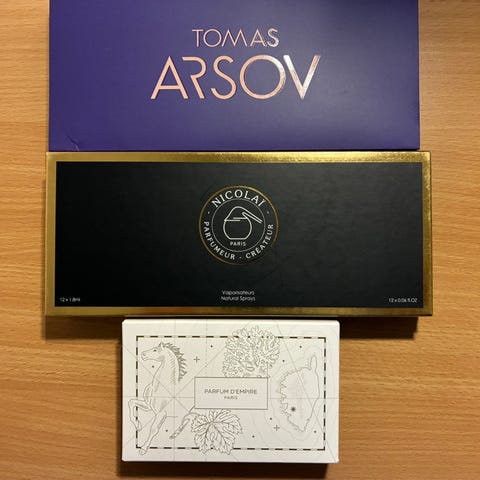 TOMAS
ARSOV
NICOLAI
PARFUMEUR - CRÉATEUR
PARIS
Vaporisateurs
Natural Sprays
12 x 1.8ml
12 x 0.06 fl.OZ
PARFUM D'EMPIRE
PARIS